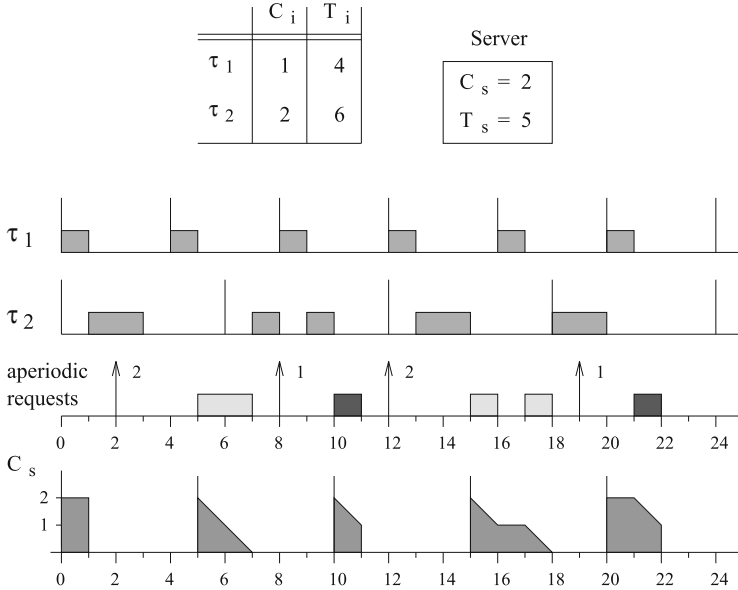 C i T i
τ 1 1 4
τ 2 2 6
Server
C s = 2
T s = 5
τ 1
τ 2
aperiodic
requests
2 1 2 1
0 2 4 6 8 10 12 14 16 18 20 22 24
C s
2
1
0 2 4 6 8 10 12 14 16 18 20 22 24